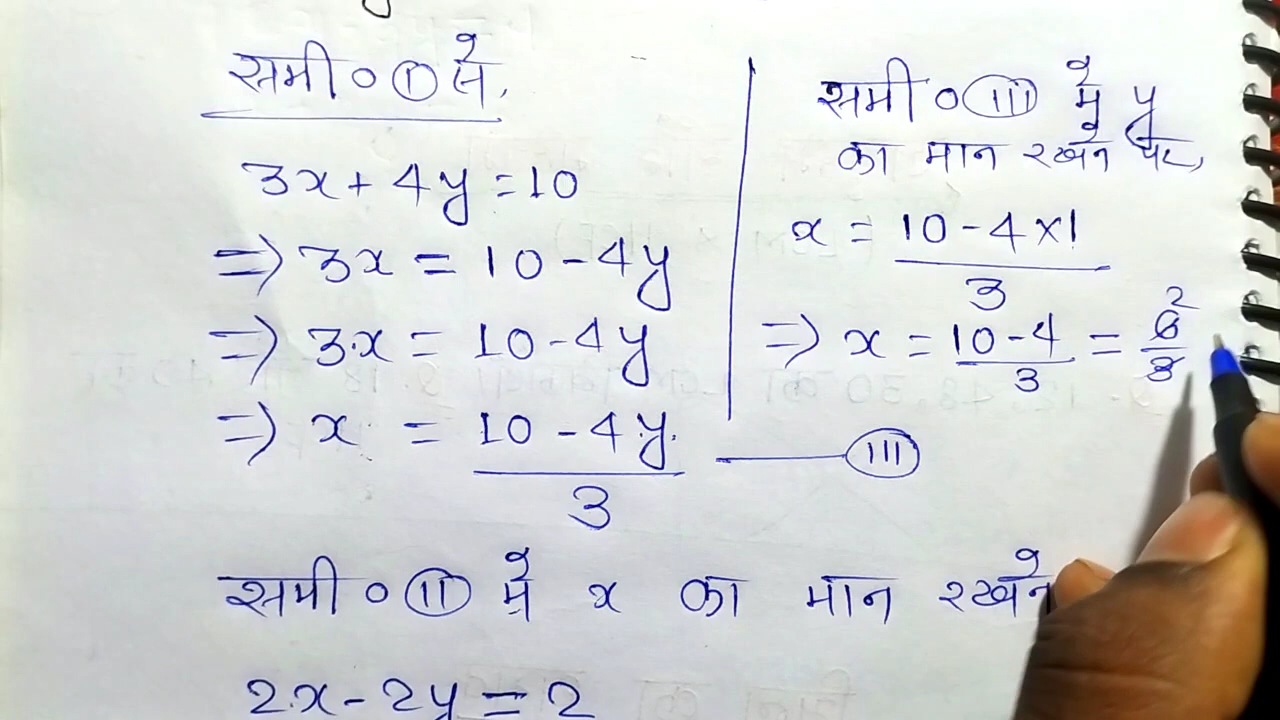 समी० (I) से,
3x + 4y = 10
=> 3x = 10 - 4y
=> 3x = 10 - 4y
=> x = 10 - 4y / 3 —— (III)
समी० (II) में x का मान रखने
2x - 2y = 2
समी० (III) में y
का मान रखने पर,
x = 10 - 4 × 1 / 3
=> x = 10 - 4 / 3 = 6 / 3 2